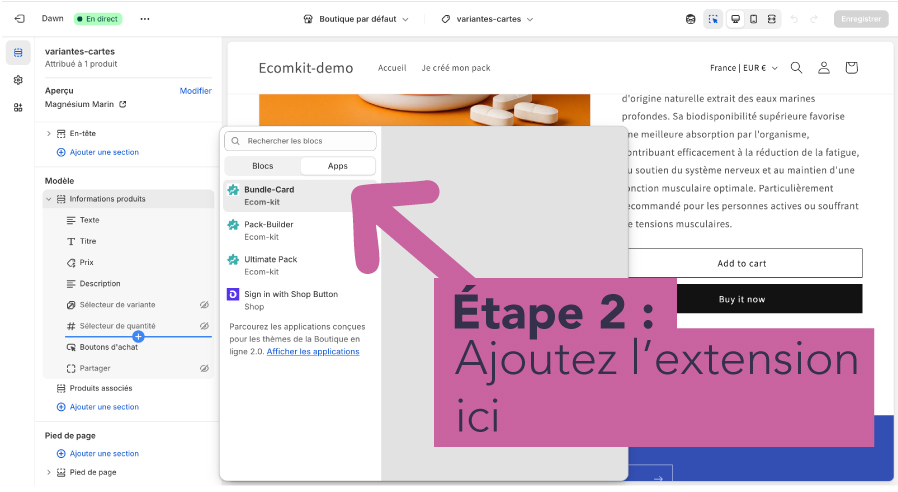 Dawn
En direct
Boutique par défaut
variantes-cartes
Enregistrer
variantes-cartes
Attribué à 1 produit
Aperçu
Modifier
Magnésium Marin
En-tête
Ajouter une section
Modèle
Informations produits
Texte
Titre
Prix
Description
Sélecteur de variante
Sélecteur de quantité
Boutons d'achat
Partager
Produits associés
Ajouter une section
Pied de page
Ajouter une section
Pied de page
Rechercher les blocs
Blocs
Apps
Bundle-Card
Ecom-kit
Pack-Builder
Ecom-kit
Ultimate Pack
Ecom-kit
Sign in with Shop Button
Shop
Parcourez les applications conçues
pour les thèmes de la Boutique en
ligne 2.0. Afficher les applications
Ecomkit-demo
Accueil
Je créé mon pack
France | EUR €
d'origine naturelle extrait des eaux marines
profondes. Sa biodisponibilité supérieure favorise
ne meilleure absorption par l'organisme,
ontribuant efficacement à la réduction de la fatigue,
u soutien du système nerveux et au maintien d'une
onction musculaire optimale. Particulièrement
ecommandé pour les personnes actives ou souffrant
e tensions musculaires.
Add to cart
Buy it now
Étape 2 :
Ajoutez l'extension
ici